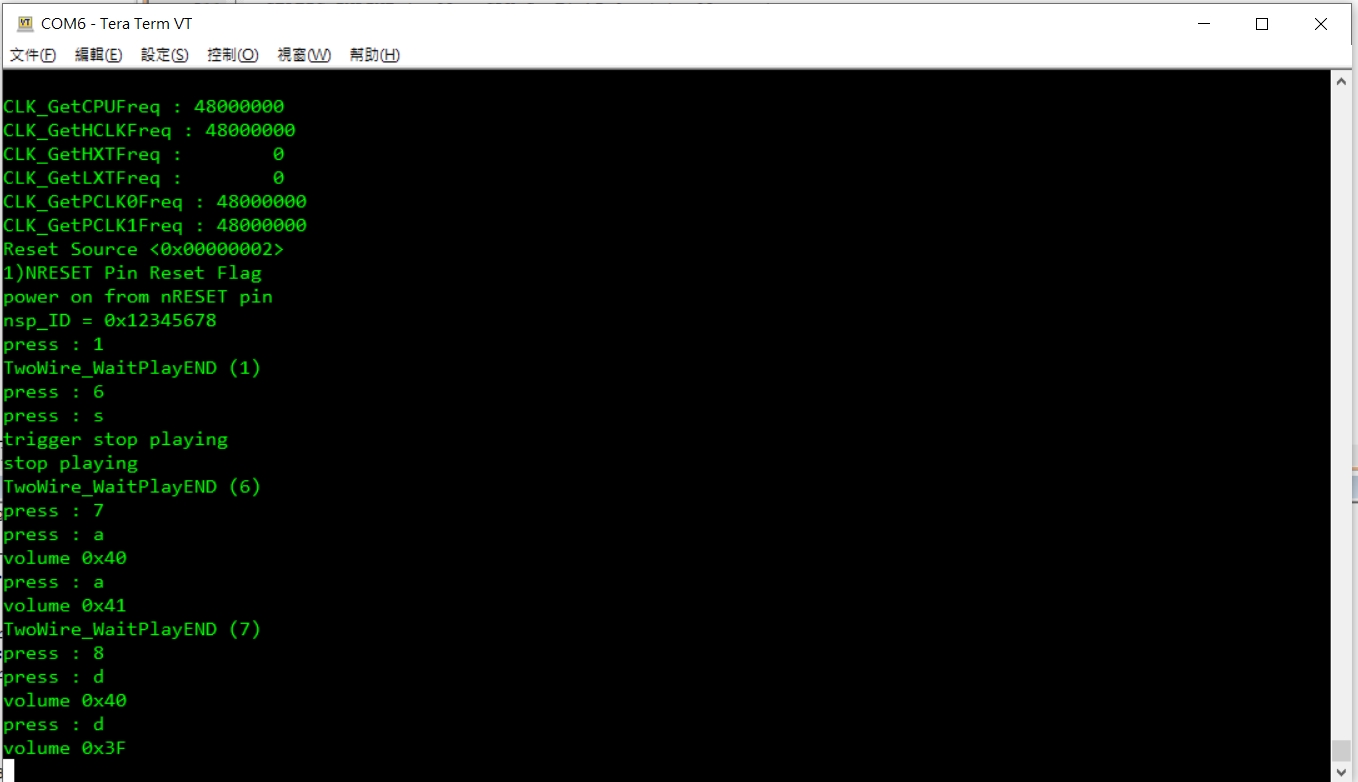 COM6 - Tera Term VT
文件(F) 編輯(E) 設定(S) 控制(O) 視窗(W) 幫助(H)
CLK_GetCPUFreq : 48000000
CLK_GetHCLKFreq : 48000000
CLK_GetHXTFreq :        0
CLK_GetLXTFreq :        0
CLK_GetPCLK0Freq : 48000000
CLK_GetPCLK1Freq : 48000000
Reset Source <0x00000002>
1)NRESET Pin Reset Flag
power on from nRESET pin
nsp_ID = 0x12345678
press : 1
TwoWire_WaitPlayEND (1)
press : 6
press : s
trigger stop playing
stop playing
TwoWire_WaitPlayEND (6)
press : 7
press : a
volume 0x40
press : a
volume 0x41
TwoWire_WaitPlayEND (7)
press : 8
press : d
volume 0x40
press : d
volume 0x3F